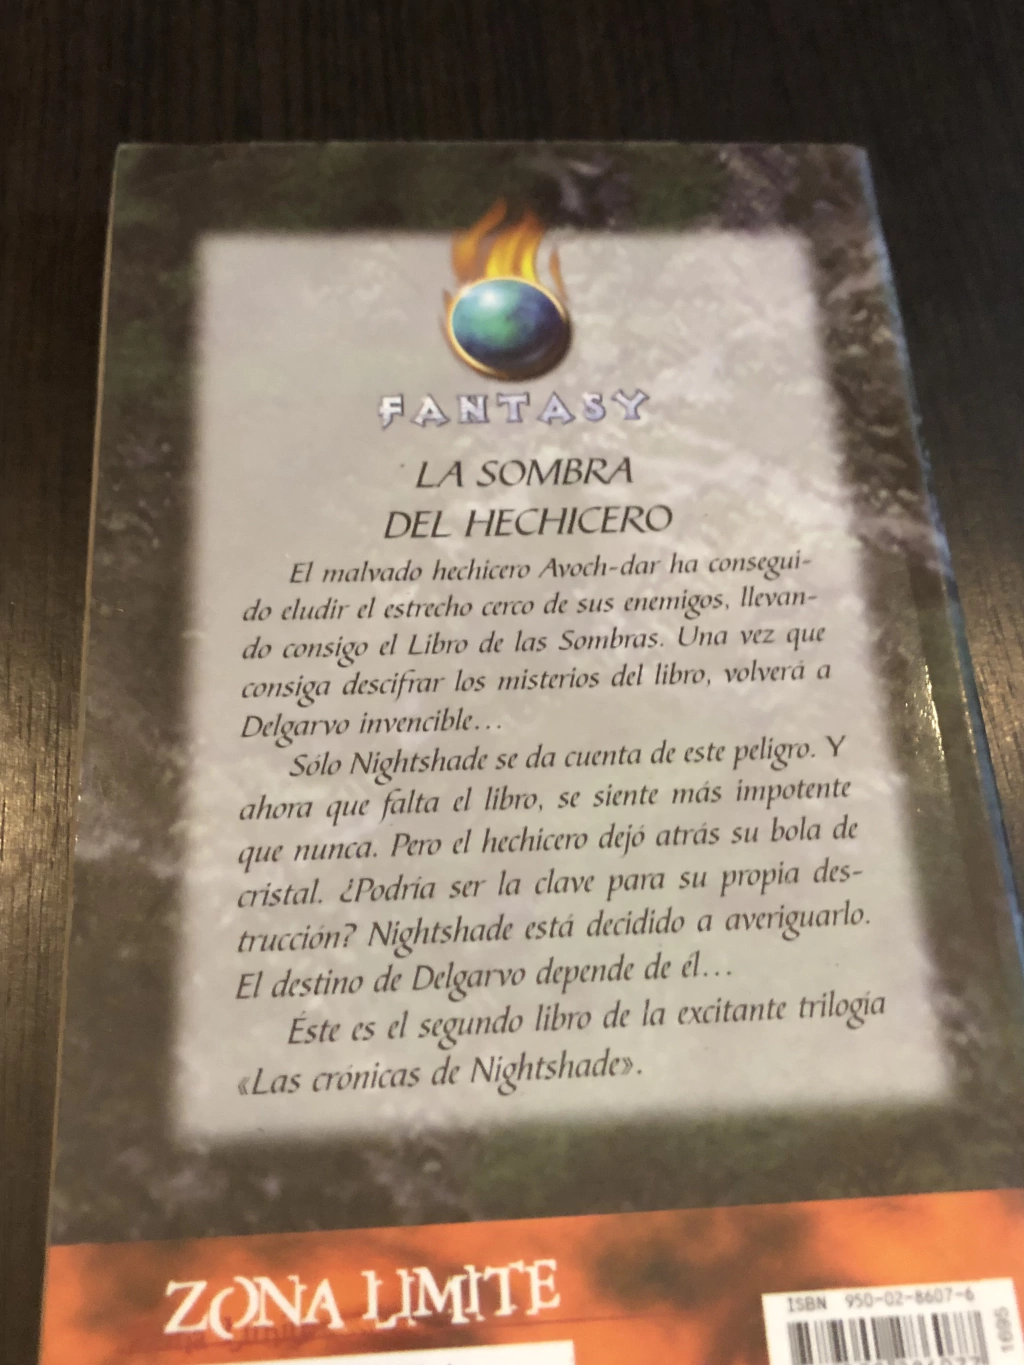 FANTASY
LA SOMBRA
DEL HECHICERO
El malvado hechicero Avoch-dar ha consegui-
do eludir el estrecho cerco de sus enemigos, llevan-
do consigo el Libro de las Sombras. Una vez que
consiga descifrar los misterios del libro, volverá a
Delgarvo invencible...
Sólo Nightshade se da cuenta de este peligro. Y
ahora que falta el libro, se siente más impotente
que nunca. Pero el hechicero dejó atrás su bola de
cristal. ¿Podría ser la clave para su propia des-
trucción? Nightshade está decidido a averiguarlo.
El destino de Delgarvo depende de él...
Éste es el segundo libro de la excitante trilogía
«Las crónicas de Nightshade».
ZONA LIMITE
ISBN 950-02-8607-6